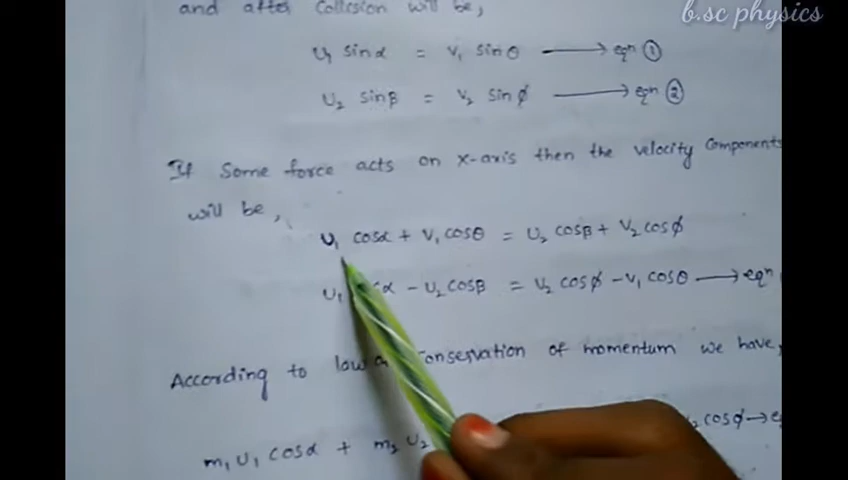 b.sc physics
and after Collision will be,
U1 sinα = V1 sinθ ⟶ eqn ①
U2 sinβ = V2 sinϕ ⟶ eqn ②
If Some force acts on X-axis then the velocity Components
will be,
U1 cosα + V1 cosθ = U2 cosβ + V2 cosϕ
U1 α - U2 cosβ = V2 cosϕ - V1 cosθ ⟶ eqn
According to law Conservation of momentum we have,
m1 U1 cosα + m2 U2 cosϕ →